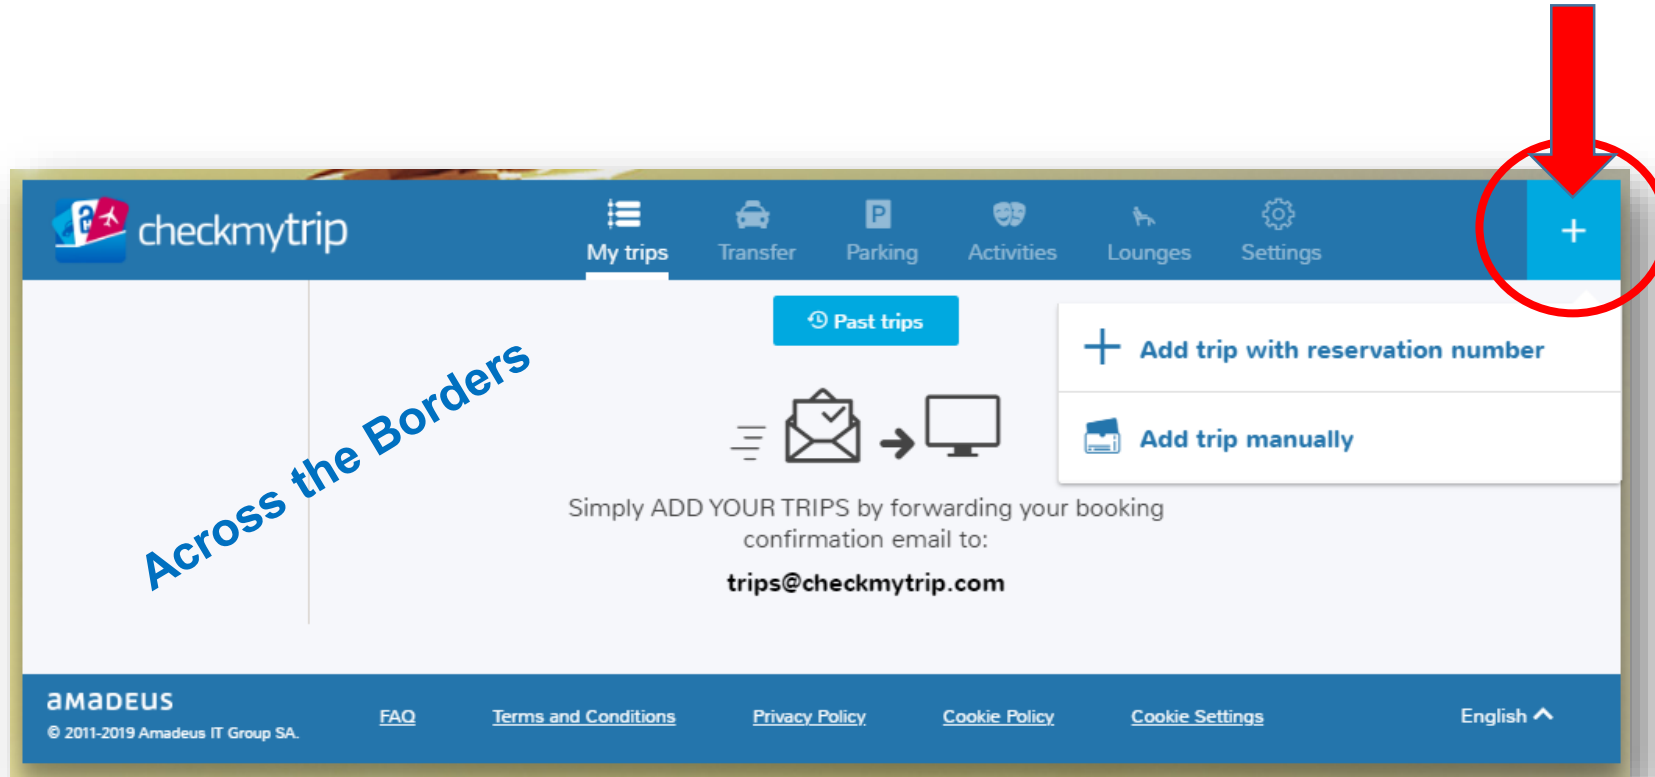 checkmytrip
My trips
Transfer
Parking
Activities
Lounges
Settings
+
Past trips
Add trip with reservation number
Add trip manually
Across the Borders
Simply ADD YOUR TRIPS by forwarding your booking
confirmation email to:
trips@checkmytrip.com
amadeus
© 2011-2019 Amadeus IT Group SA.
FAQ
Terms and Conditions
Privacy Policy
Cookie Policy
Cookie Settings
English